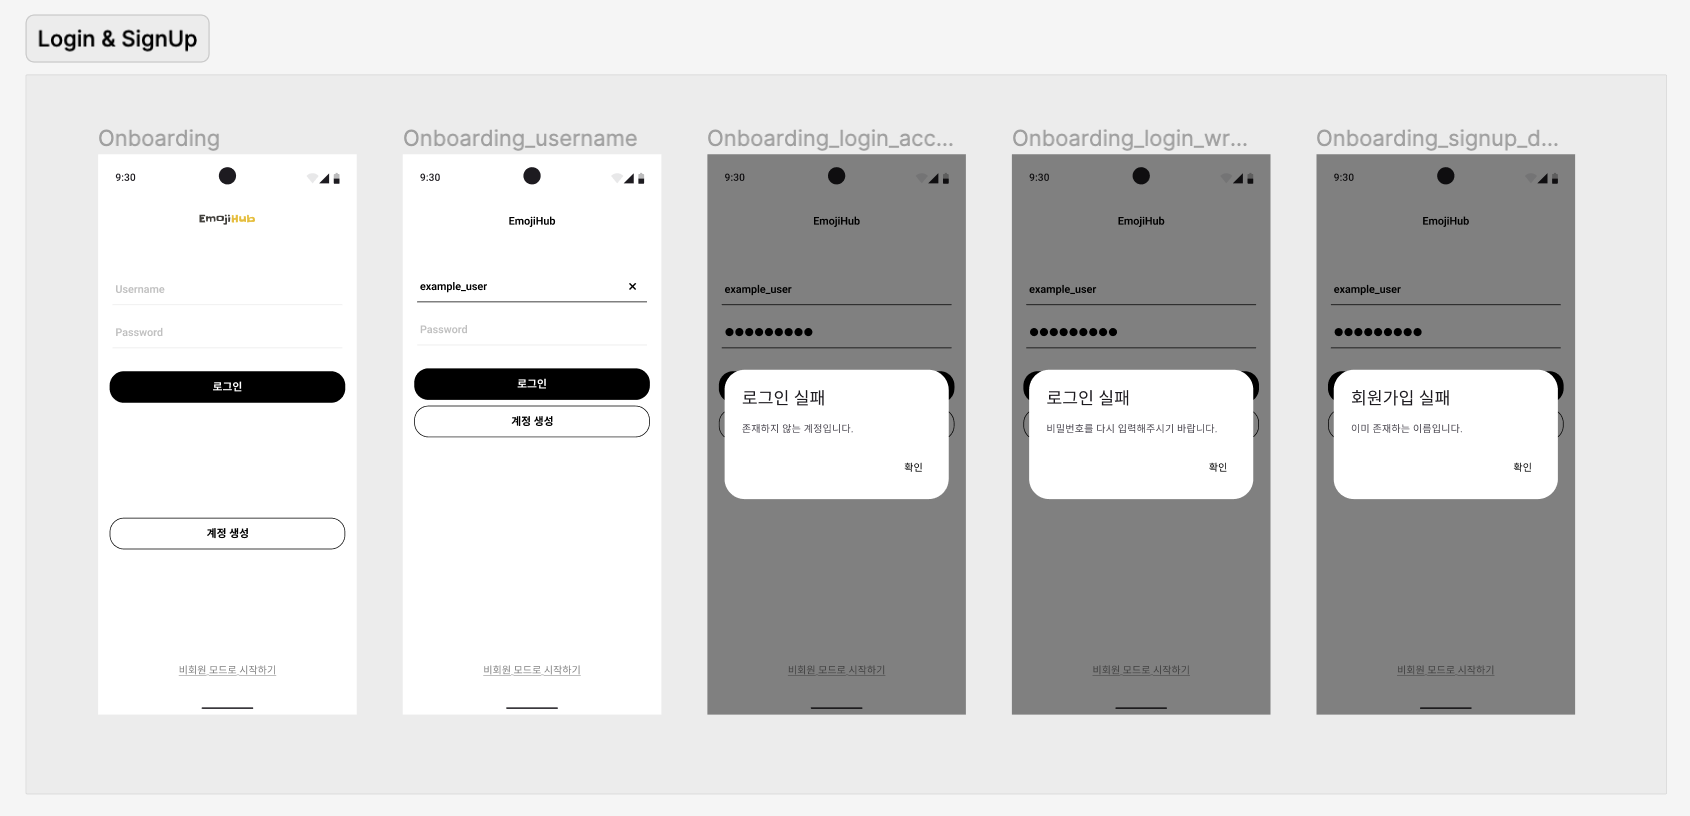 Login & SignUp
Onboarding
9:30
EmojiHub
Username
Password
로그인
계정 생성
비회원 모드로 시작하기
Onboarding_username
9:30
EmojiHub
example_user
×
Password
로그인
계정 생성
비회원 모드로 시작하기
Onboarding_login_acc...
9:30
EmojiHub
example_user
●●●●●●●●●
로그인 실패
존재하지 않는 계정입니다.
확인
비회원 모드로 시작하기
Onboarding_login_wr...
9:30
EmojiHub
example_user
●●●●●●●●●
로그인 실패
비밀번호를 다시 입력해주시기 바랍니다.
확인
비회원 모드로 시작하기
Onboarding_signup_d...
9:30
EmojiHub
example_user
●●●●●●●●●
회원가입 실패
이미 존재하는 이름입니다.
확인
비회원 모드로 시작하기